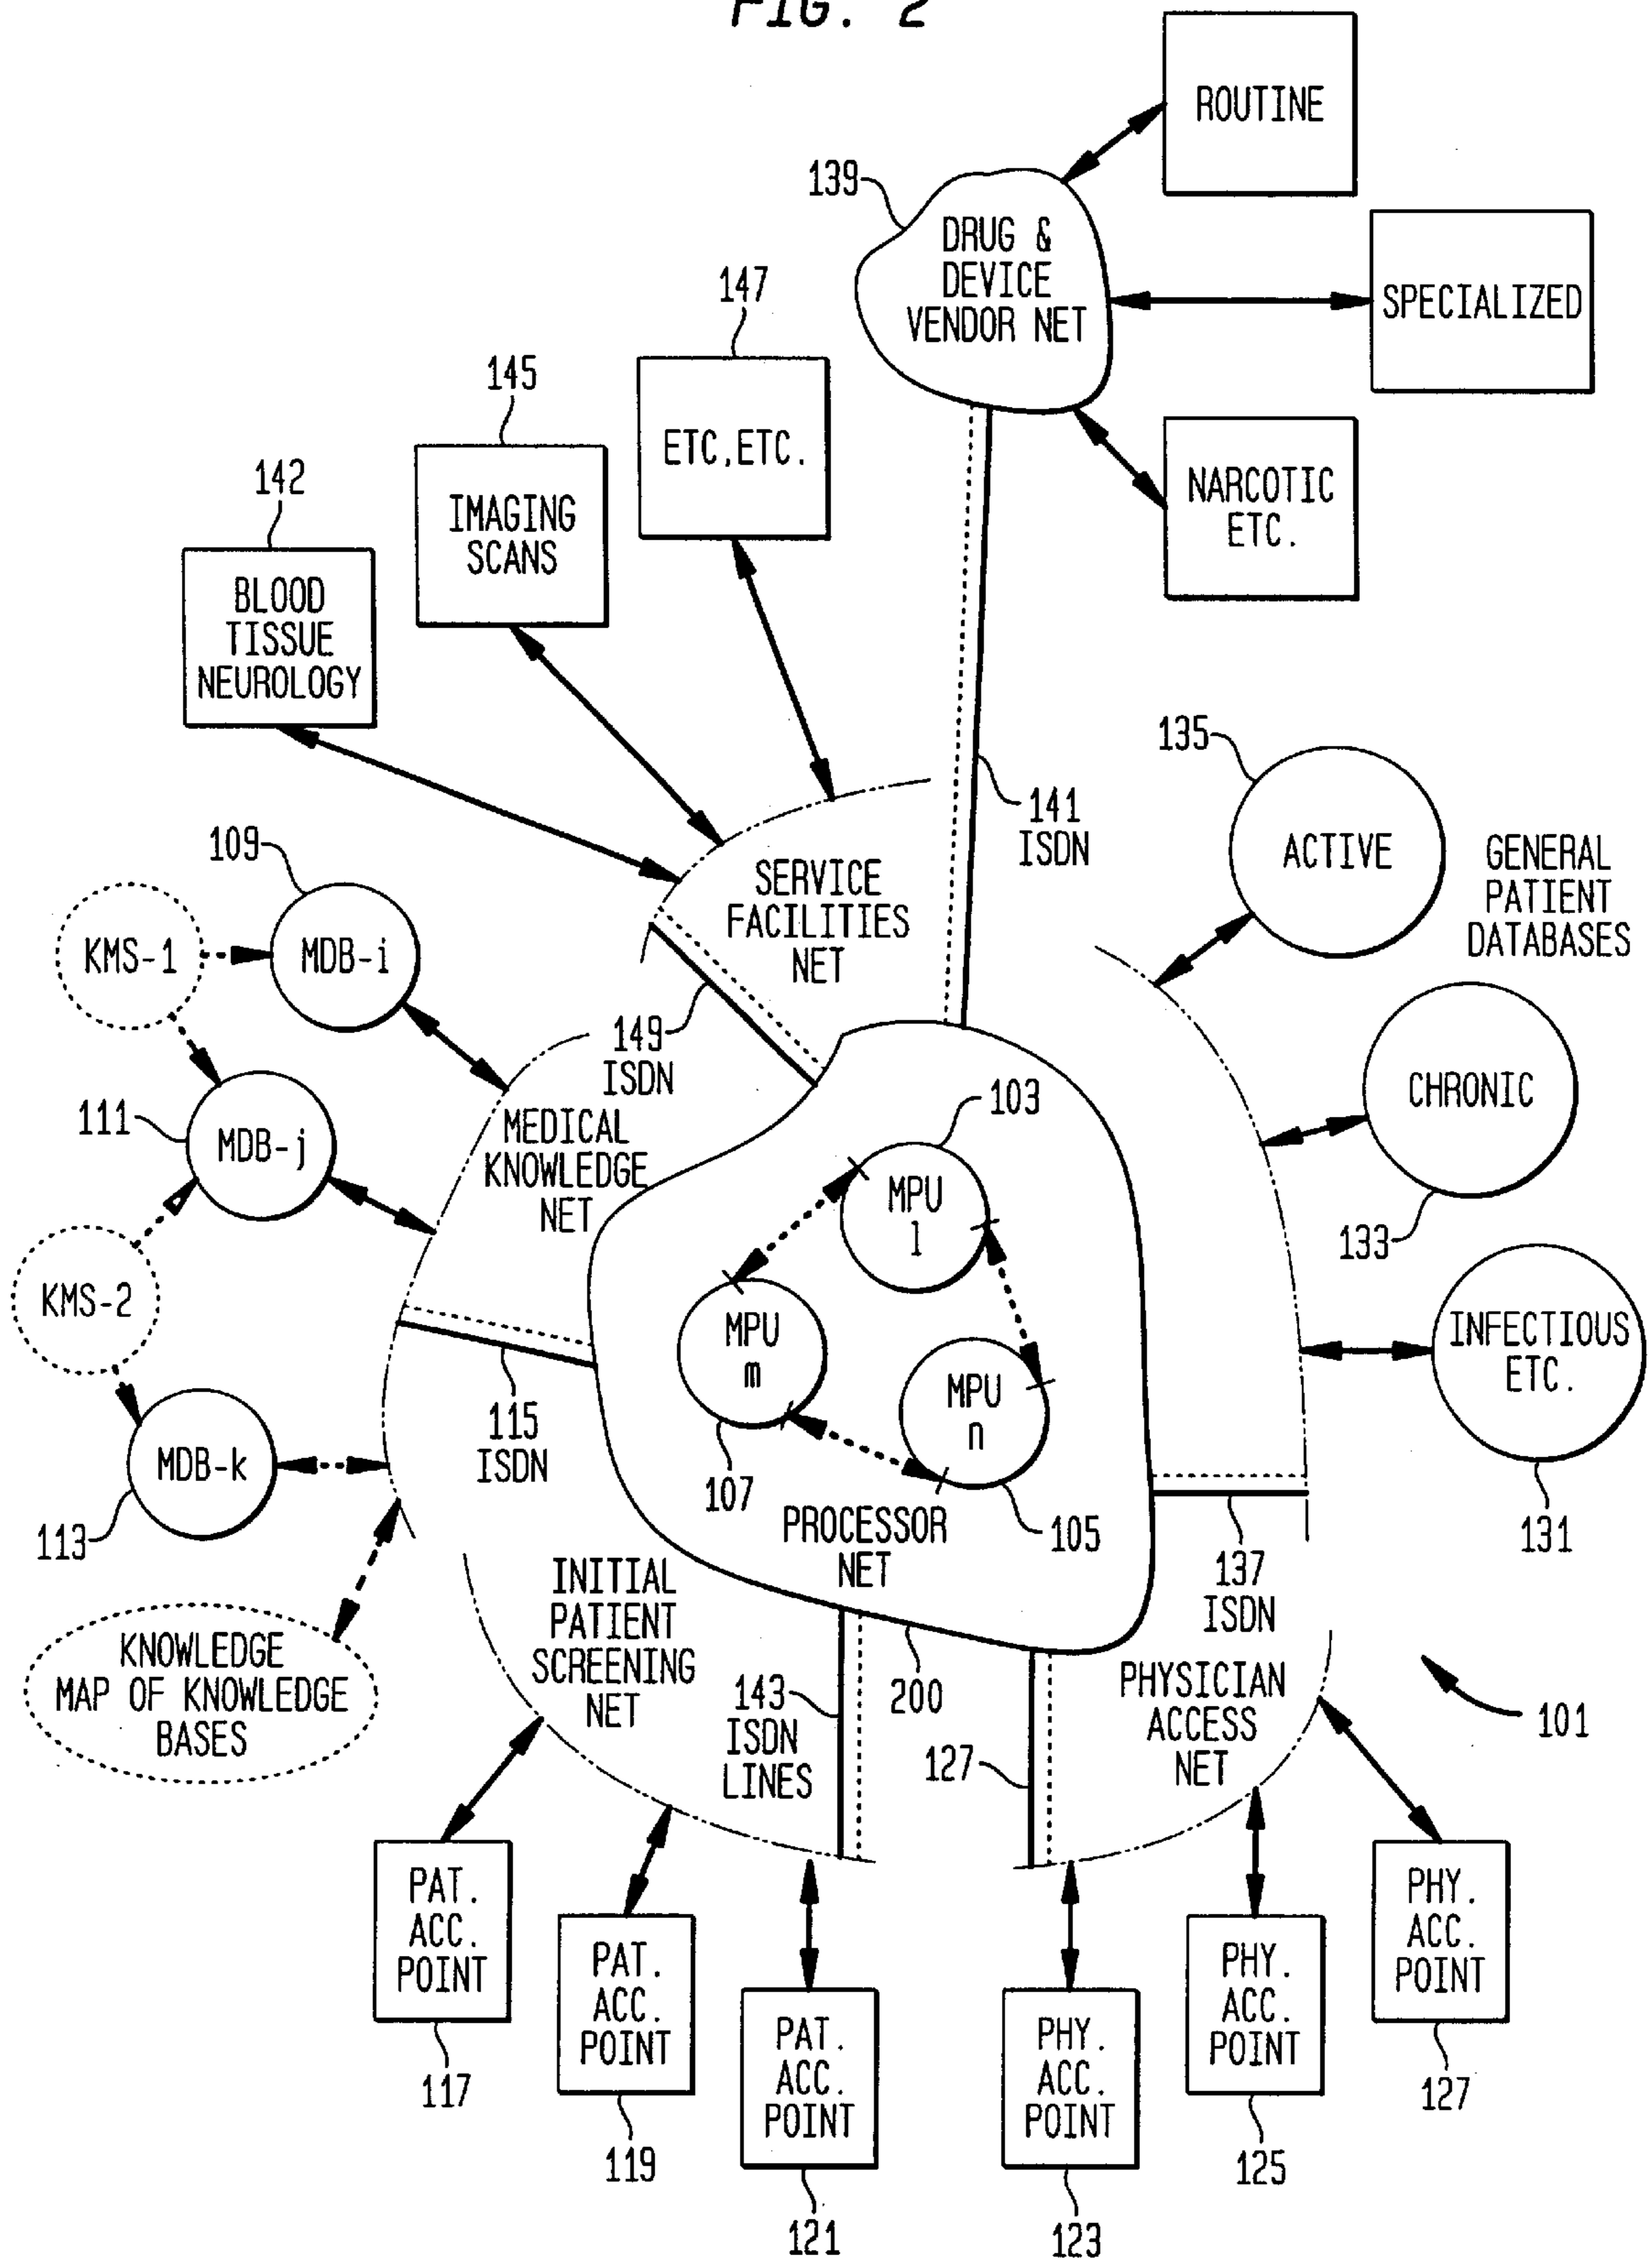 FIG. 2
ROUTINE
139
DRUG &
DEVICE
VENDOR NET
SPECIALIZED
147
145
ETC,ETC.
NARCOTIC
ETC.
142
IMAGING
SCANS
BLOOD
TISSUE
NEUROLOGY
135
141
ISDN
ACTIVE
GENERAL
PATIENT
DATABASES
109
SERVICE
FACILITIES
NET
KMS-1
MDB-i
149
ISDN
CHRONIC
133
111
MDB-j
MEDICAL
KNOWLEDGE
NET
103
MPU
l
KMS-2
MPU
m
MPU
n
INFECTIOUS
ETC.
131
115
ISDN
MDB-k
113
107
105
PROCESSOR
NET
137
ISDN
KNOWLEDGE
MAP OF KNOWLEDGE
BASES
INITIAL
PATIENT
SCREENING
NET
143
ISDN
LINES
200
127
PHYSICIAN
ACCESS
NET
101
PAT.
ACC.
POINT
117
PAT.
ACC.
POINT
119
PAT.
ACC.
POINT
121
PHY.
ACC.
POINT
123
PHY.
ACC.
POINT
125
PHY.
ACC.
POINT
127